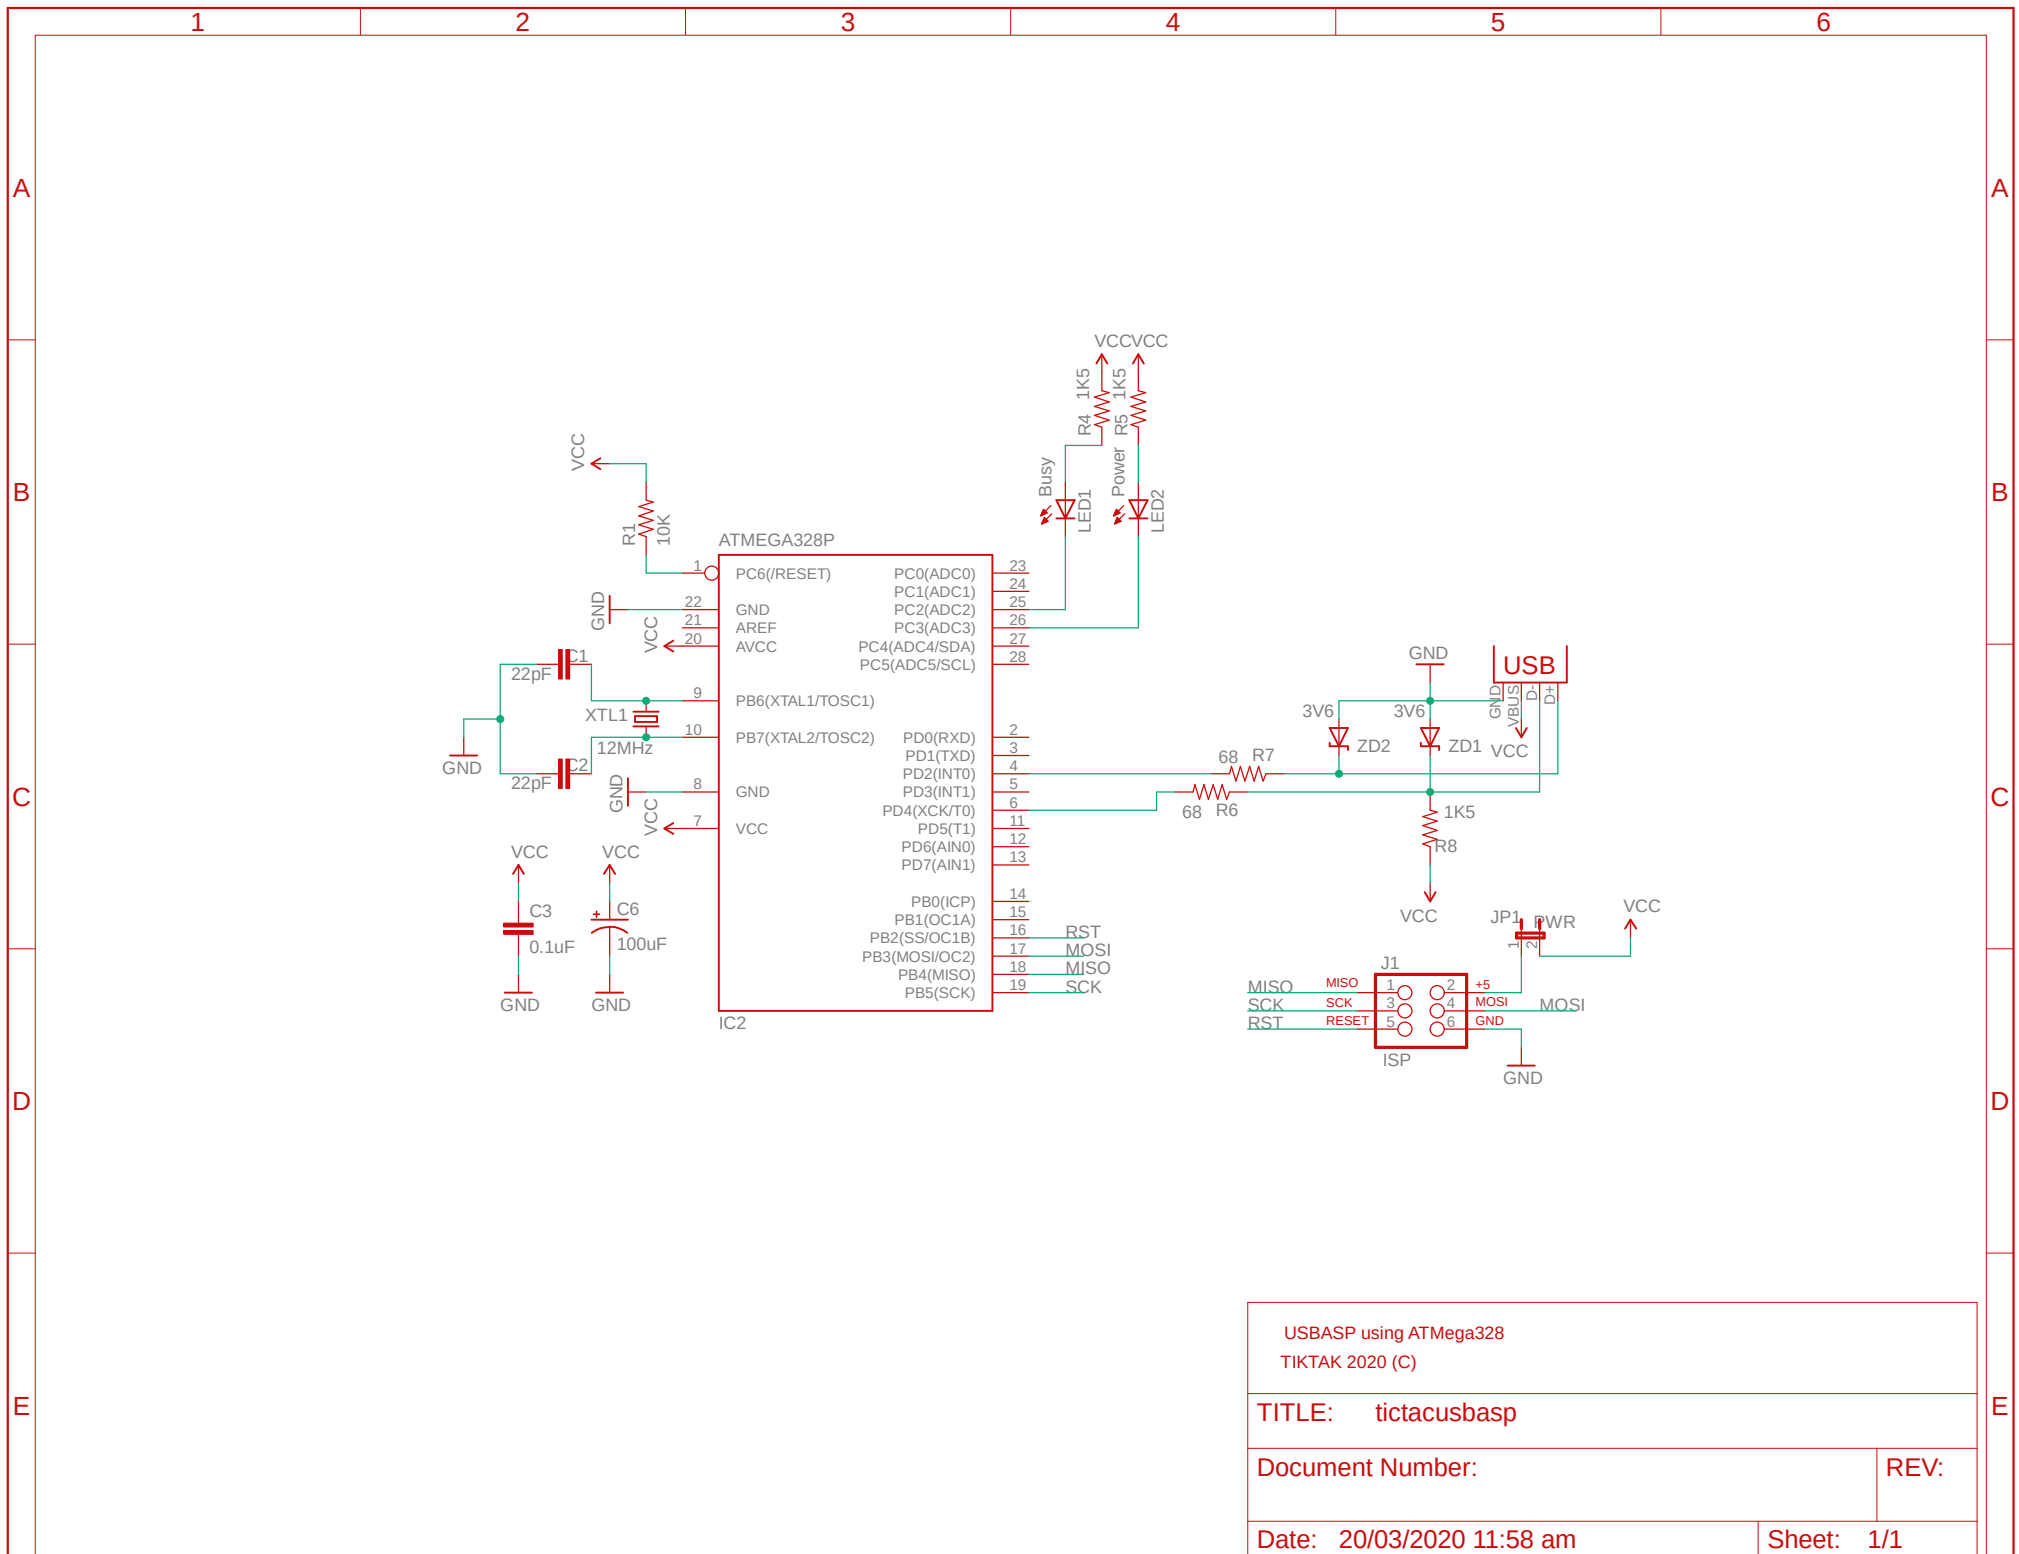 1 2 3 4 5 6
A A
VCCVCC
1K5 1K5
R4 R5
VCC
Busy Power
B B
LED1 LED2
R1 10K
ATMEGA328P
1 PC6(/RESET) PC0(ADC0) 23
PC1(ADC1) 24
GND 22 GND PC2(ADC2) 25
21 AREF PC3(ADC3) 26
VCC 20 AVCC PC4(ADC4/SDA) 27
PC5(ADC5/SCL) 28
C1
22pF
GND
USB
GND VBUS D- D+
9 PB6(XTAL1/TOSC1)
XTL1
3V6 3V6
10 PB7(XTAL2/TOSC2) PD0(RXD) 2
12MHz
ZD2 ZD1 VCC
PD1(TXD) 3
GND
C2
22pF
PD2(INT0) 4
68 R7
GND 8 GND PD3(INT1) 5
C C
PD4(XCK/T0) 6
68 R6
1K5
R8
VCC 7 VCC PD5(T1) 11
PD6(AIN0) 12
PD7(AIN1) 13
VCC VCC
PB0(ICP) 14
VCC
VCC
C3 C6
PB1(OC1A) 15
JP1 PWR
1 2
PB2(SS/OC1B) 16 RST
0.1uF 100uF
PB3(MOSI/OC2) 17 MOSI
PB4(MISO) 18 MISO
PB5(SCK) 19 SCK
GND GND
IC2
J1
MISO MISO 1 2 +5
SCK SCK 3 4 MOSI MOSI
RST RESET 5 6 GND
ISP
GND
D D
USBASP using ATMega328
TIKTAK 2020 (C)
E E
TITLE: tictacusbasp
Document Number: REV:
Date: 20/03/2020 11:58 am Sheet: 1/1